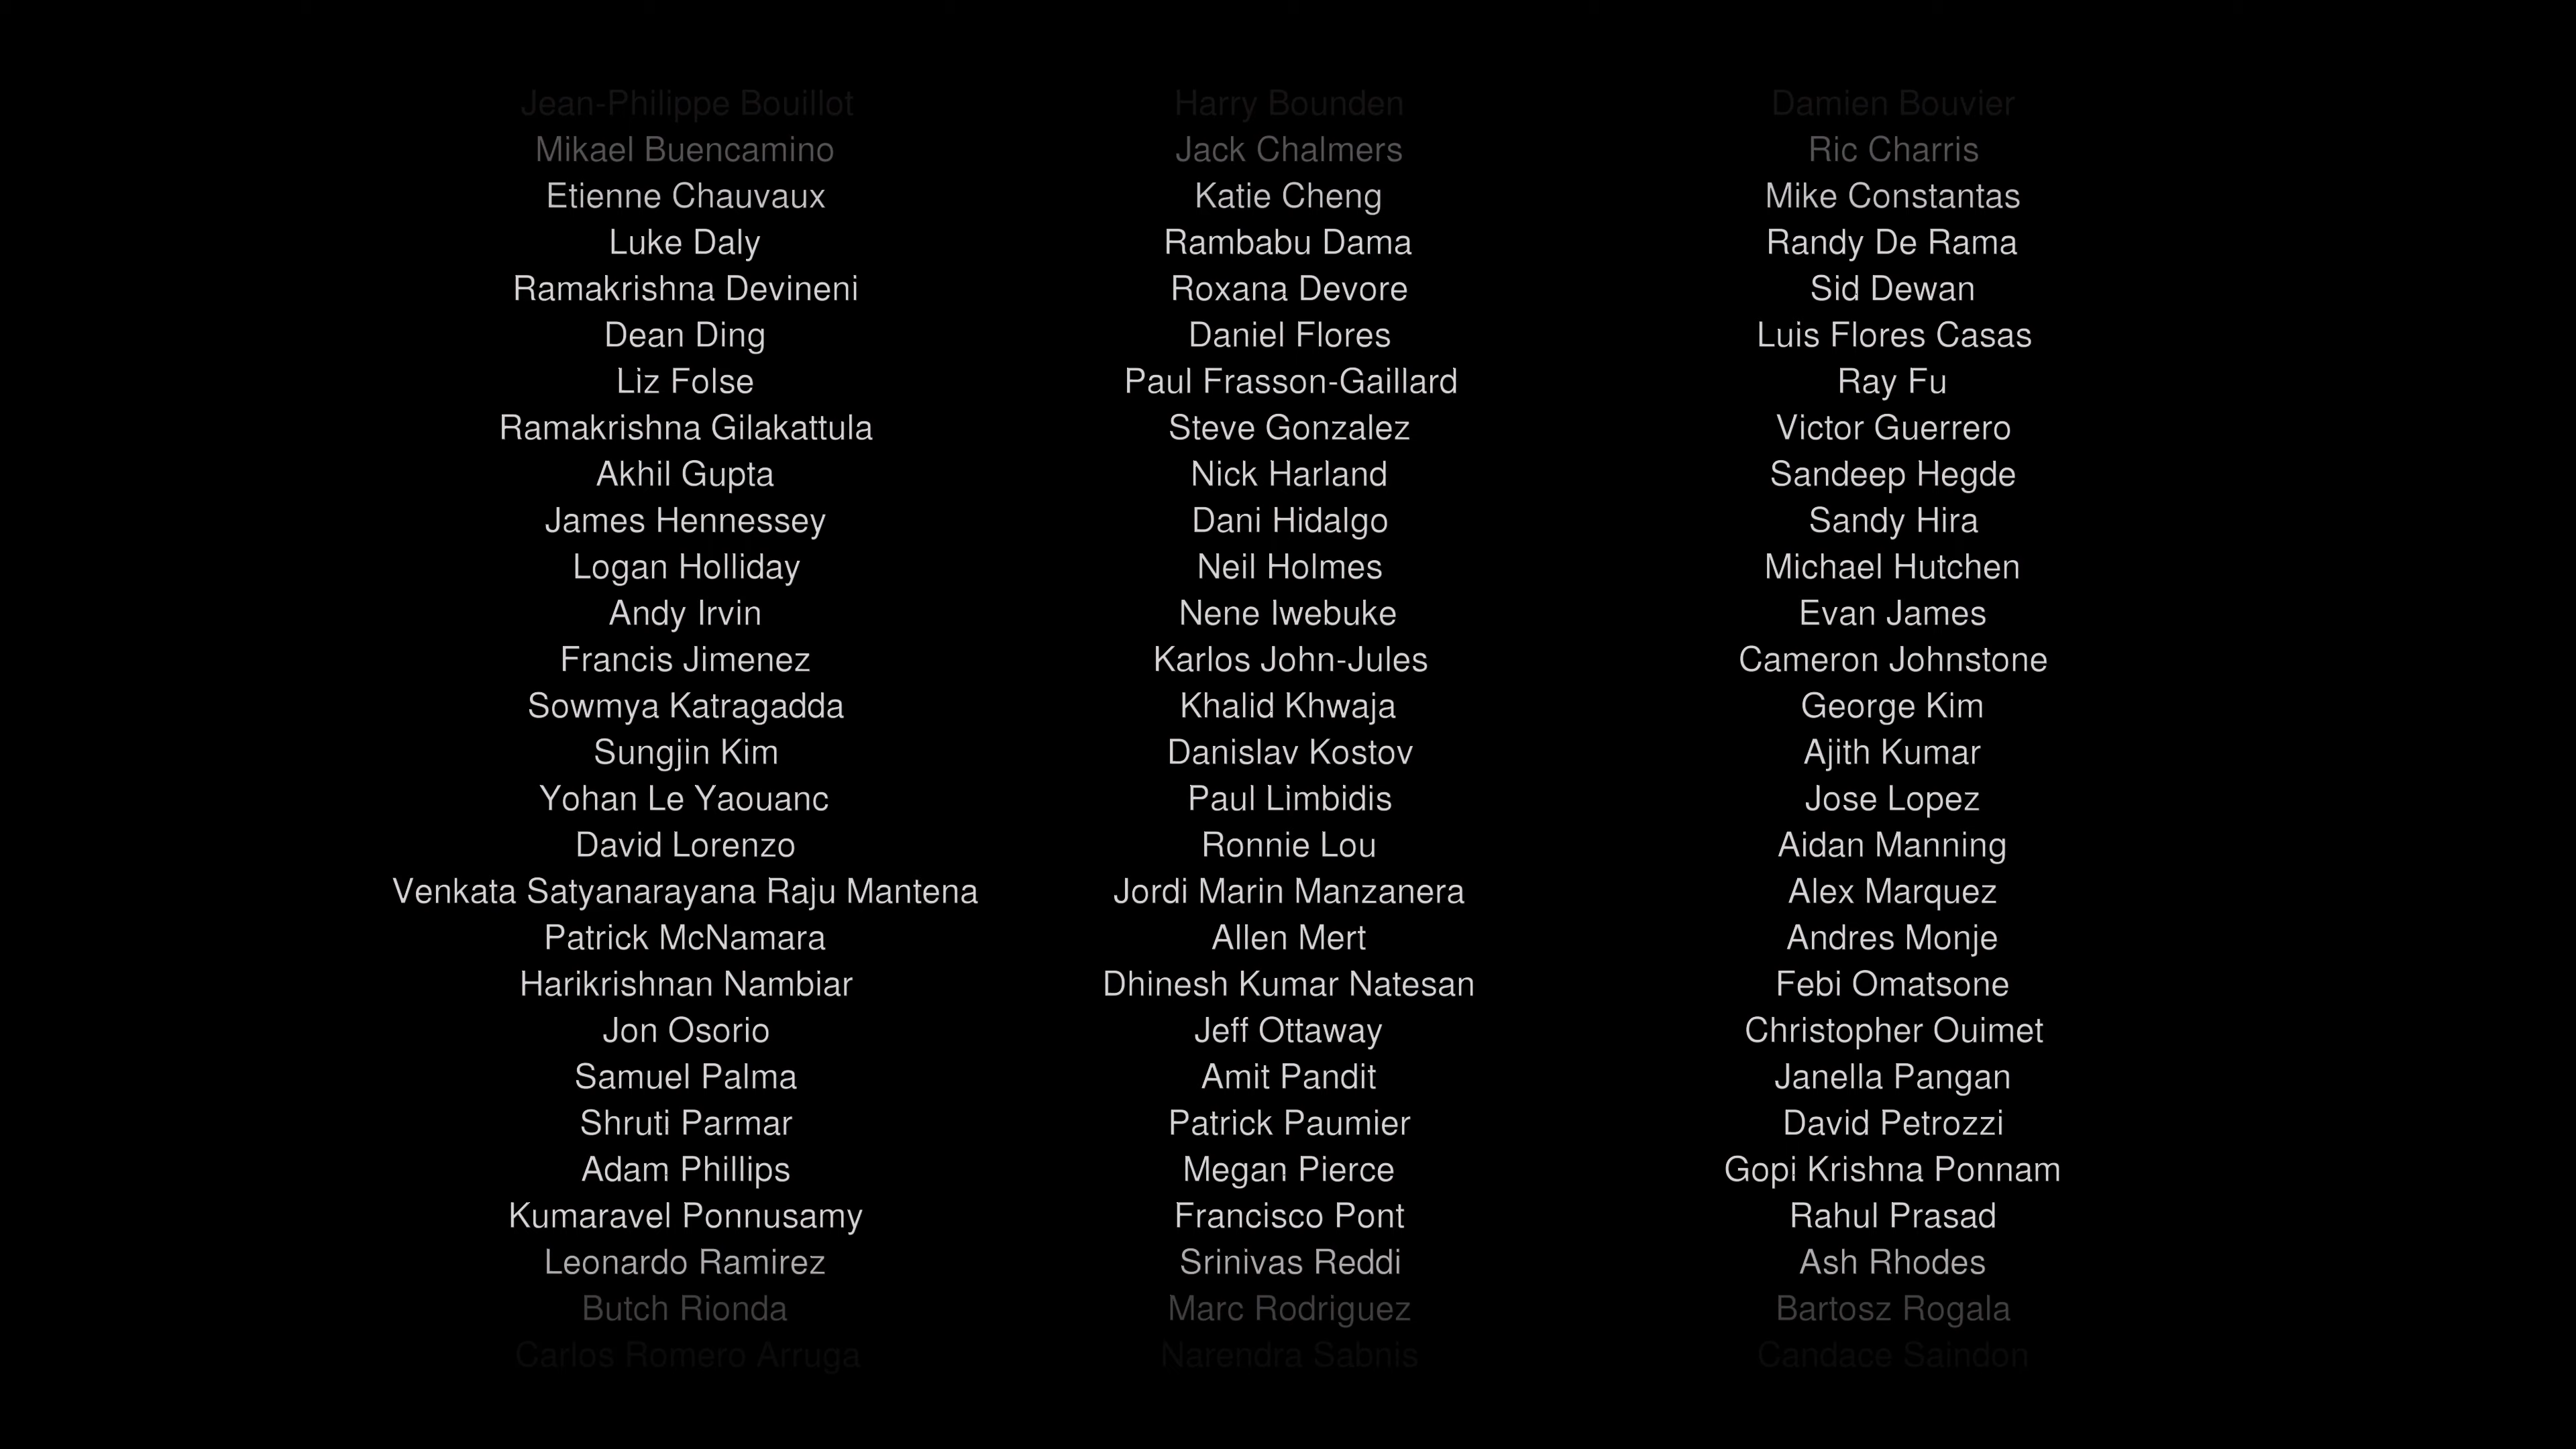 Jean-Philippe Bouillot Harry Bounden Damien Bouvier
Mikael Buencamino Jack Chalmers Ric Charris
Etienne Chauvaux Katie Cheng Mike Constantas
Luke Daly Rambabu Dama Randy De Rama
Ramakrishna Devineni Roxana Devore Sid Dewan
Dean Ding Daniel Flores Luis Flores Casas
Liz Folse Paul Frasson-Gaillard Ray Fu
Ramakrishna Gilakattula Steve Gonzalez Victor Guerrero
Akhil Gupta Nick Harland Sandeep Hegde
James Hennessey Dani Hidalgo Sandy Hira
Logan Holliday Neil Holmes Michael Hutchen
Andy Irvin Nene Iwebuke Evan James
Francis Jimenez Karlos John-Jules Cameron Johnstone
Sowmya Katragadda Khalid Khwaja George Kim
Sungjin Kim Danislav Kostov Ajith Kumar
Yohan Le Yaouanc Paul Limbidis Jose Lopez
David Lorenzo Ronnie Lou Aidan Manning
Venkata Satyanarayana Raju Mantena Jordi Marin Manzanera Alex Marquez
Patrick McNamara Allen Mert Andres Monje
Harikrishnan Nambiar Dhinesh Kumar Natesan Febi Omatsone
Jon Osorio Jeff Ottaway Christopher Ouimet
Samuel Palma Amit Pandit Janella Pangan
Shruti Parmar Patrick Paumier David Petrozzi
Adam Phillips Megan Pierce Gopi Krishna Ponnam
Kumaravel Ponnusamy Francisco Pont Rahul Prasad
Leonardo Ramirez Srinivas Reddi Ash Rhodes
Butch Rionda Marc Rodriguez Bartosz Rogala
Carlos Romero Arruga Narendra Sabnis Candace Saindon